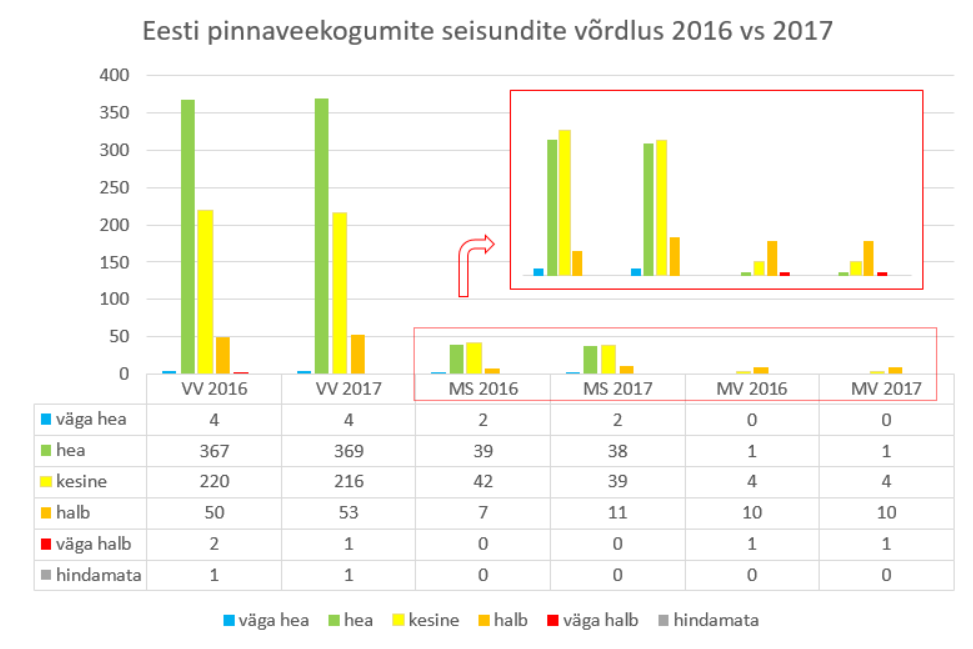 Eesti pinnaveekogumite seisundite võrdlus 2016 vs 2017
400
350
300
250
200
150
100
50
0
VV 2016 VV 2017 MS 2016 MS 2017 MV 2016 MV 2017
väga hea 4 4 2 2 0 0
hea 367 369 39 38 1 1
kesine 220 216 42 39 4 4
halb 50 53 7 11 10 10
väga halb 2 1 0 0 1 1
hindamata 1 1 0 0 0 0
väga hea hea kesine halb väga halb hindamata